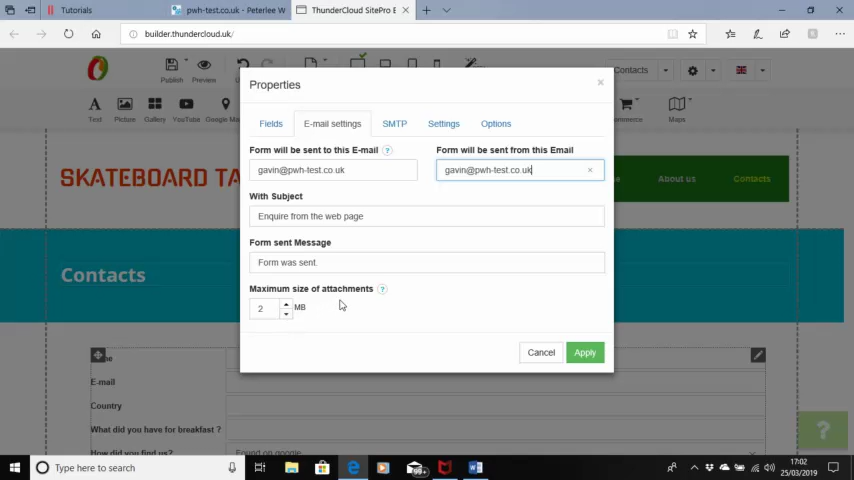 Tutorials
pwh-test.co.uk - Peterlee W
ThunderCloud SitePro E
builder.thundercloud.uk/
Publish
Preview
Contacts
Text
Picture
Gallery
YouTube
Google Ma
Maps
SKATEBOARD TA
About us
Contacts
Contacts
Properties
Fields
E-mail settings
SMTP
Settings
Options
Form will be sent to this E-mail ?
Form will be sent from this Email
gavin@pwh-test.co.uk
gavin@pwh-test.co.uk
With Subject
Enquire from the web page
Form sent Message
Form was sent.
Maximum size of attachments ?
2 MB
Cancel
Apply
E-mail
Country
What did you have for breakfast ?
How did you find us?
Found on google
?
Type here to search
99+
17:02
25/03/2019